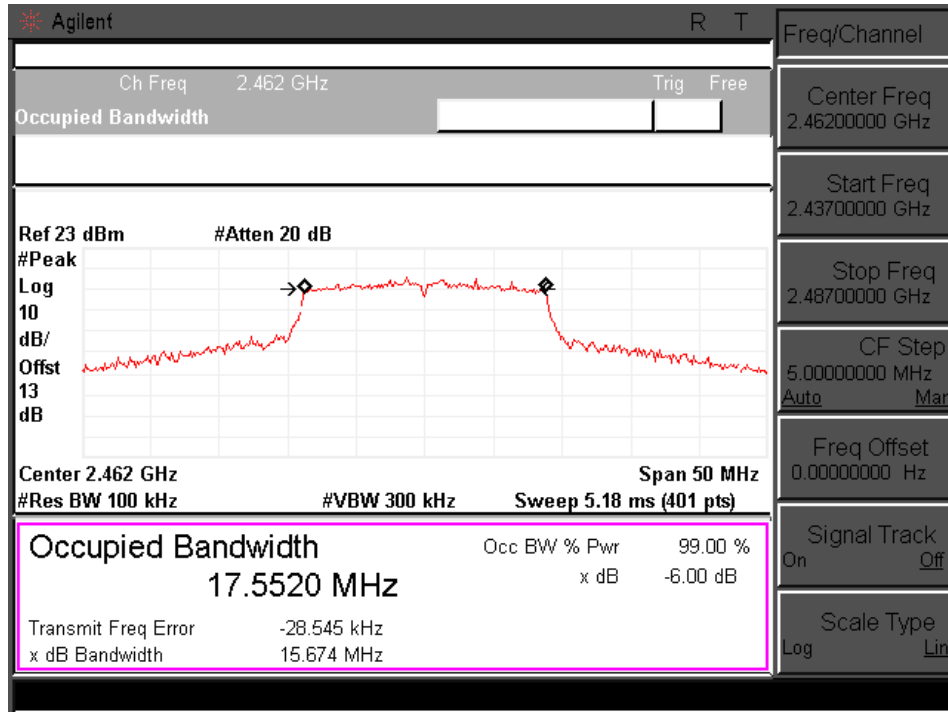 Agilent R T
Ch Freq 2.462 GHz Trig Free
Occupied Bandwidth
Ref 23 dBm #Atten 20 dB
#Peak
Log
10
dB/
Offst
13
dB
Center 2.462 GHz Span 50 MHz
#Res BW 100 kHz #VBW 300 kHz Sweep 5.18 ms (401 pts)
Occupied Bandwidth
17.5520 MHz
Occ BW % Pwr 99.00 %
x dB -6.00 dB
Transmit Freq Error -28.545 kHz
x dB Bandwidth 15.674 MHz
Freq/Channel
Center Freq
2.46200000 GHz
Start Freq
2.43700000 GHz
Stop Freq
2.48700000 GHz
CF Step
5.00000000 MHz
Auto Man
Freq Offset
0.00000000 Hz
Signal Track
On Off
Scale Type
Log Lin